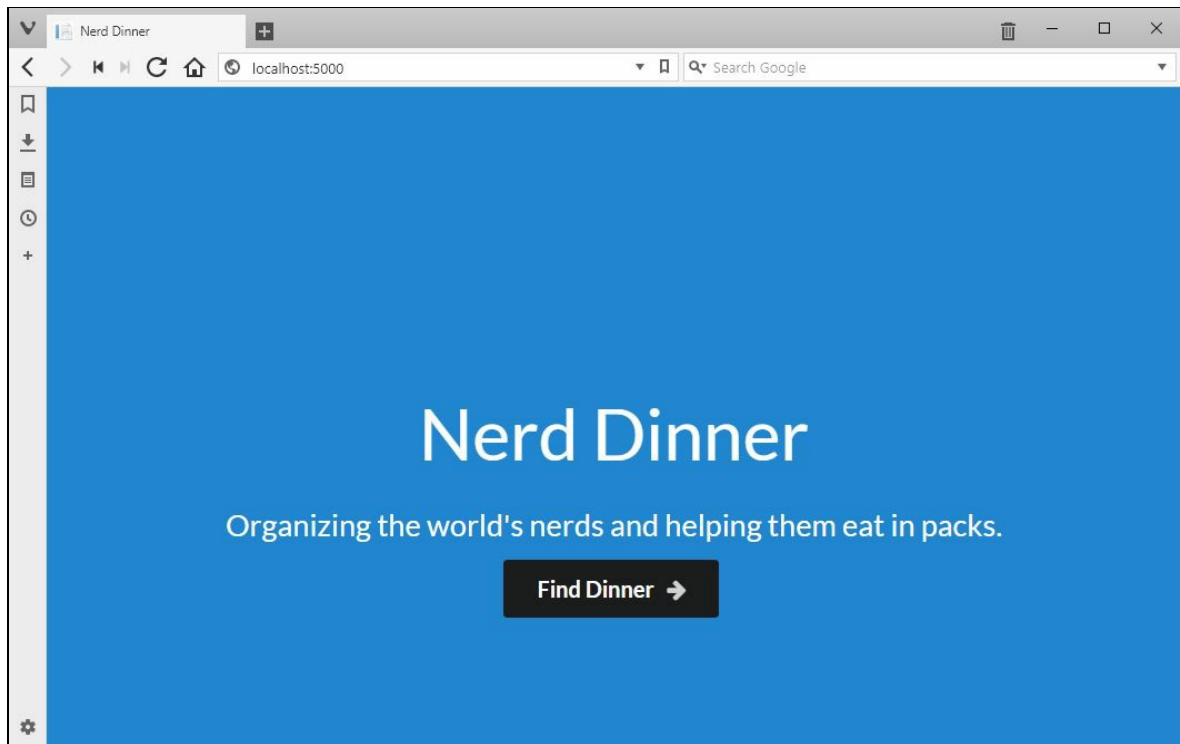 Nerd Dinner
localhost:5000
Search Google
Nerd Dinner
Organizing the world's nerds and helping them eat in packs.
Find Dinner